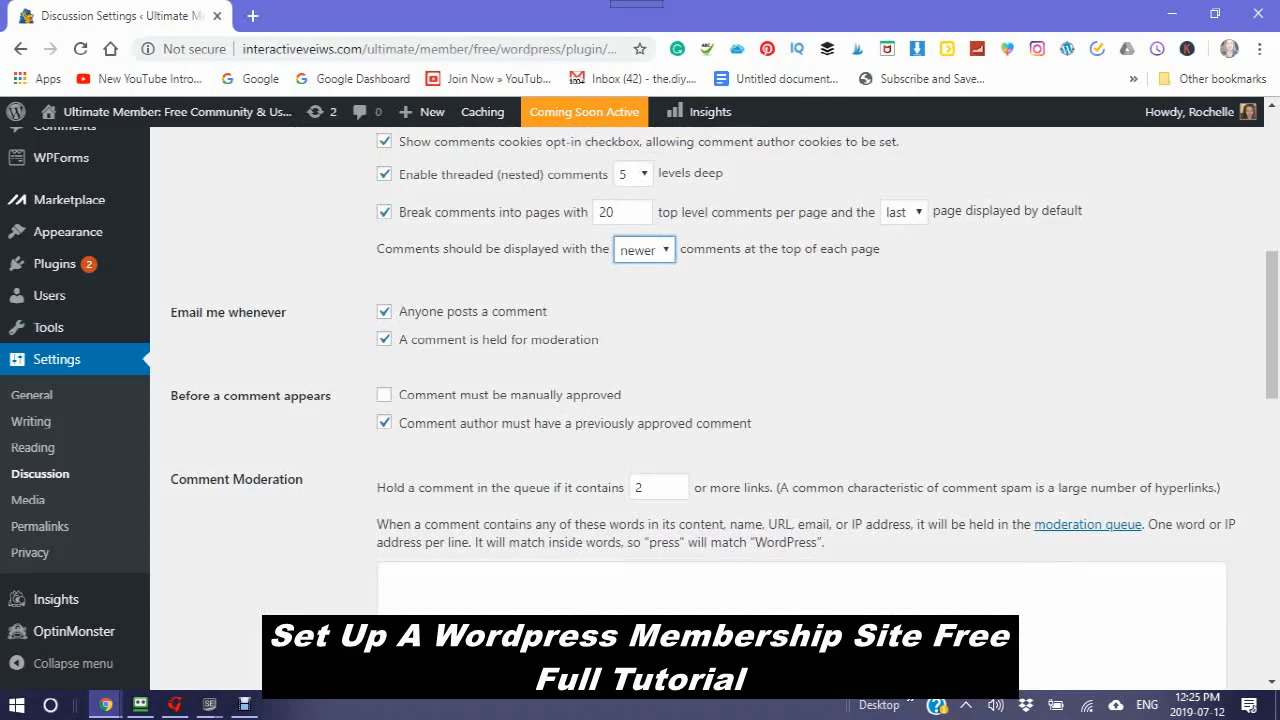 Discussion Settings ‹ Ultimate Me
Not secure
interactiveveiws.com/ultimate/member/free/wordpress/plugin/...
Apps
New YouTube Intro...
Google
Google Dashboard
Join Now » YouTub...
Inbox (42) - the.diy....
Untitled document...
Subscribe and Save...
»
Other bookmarks
Ultimate Member: Free Community & Us...
2
0
New
Caching
Coming Soon Active
Insights
Howdy, Rochelle
Comments
WPForms
Marketplace
Appearance
Plugins 2
Users
Tools
Settings
General
Writing
Reading
Discussion
Media
Permalinks
Privacy
Insights
OptinMonster
Collapse menu
Show comments cookies opt-in checkbox, allowing comment author cookies to be set.
Enable threaded (nested) comments 5 levels deep
Break comments into pages with 20 top level comments per page and the last page displayed by default
Comments should be displayed with the newer comments at the top of each page
Email me whenever
Anyone posts a comment
A comment is held for moderation
Before a comment appears
Comment must be manually approved
Comment author must have a previously approved comment
Comment Moderation
Hold a comment in the queue if it contains 2 or more links. (A common characteristic of comment spam is a large number of hyperlinks.)
When a comment contains any of these words in its content, name, URL, email, or IP address, it will be held in the moderation queue. One word or IP
address per line. It will match inside words, so "press" will match "WordPress".
Set Up A Wordpress Membership Site Free
Full Tutorial
Desktop
»
ENG
12:25 PM
2019-07-12